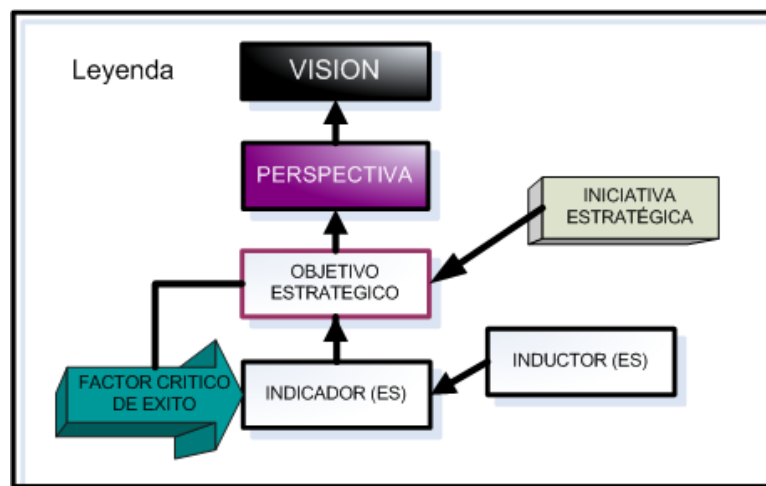 Leyenda
VISION
PERSPECTIVA
INICIATIVA
ESTRATÉGICA
OBJETIVO
ESTRATEGICO
FACTOR CRITICO
DE EXITO
INDICADOR (ES)
INDUCTOR (ES)